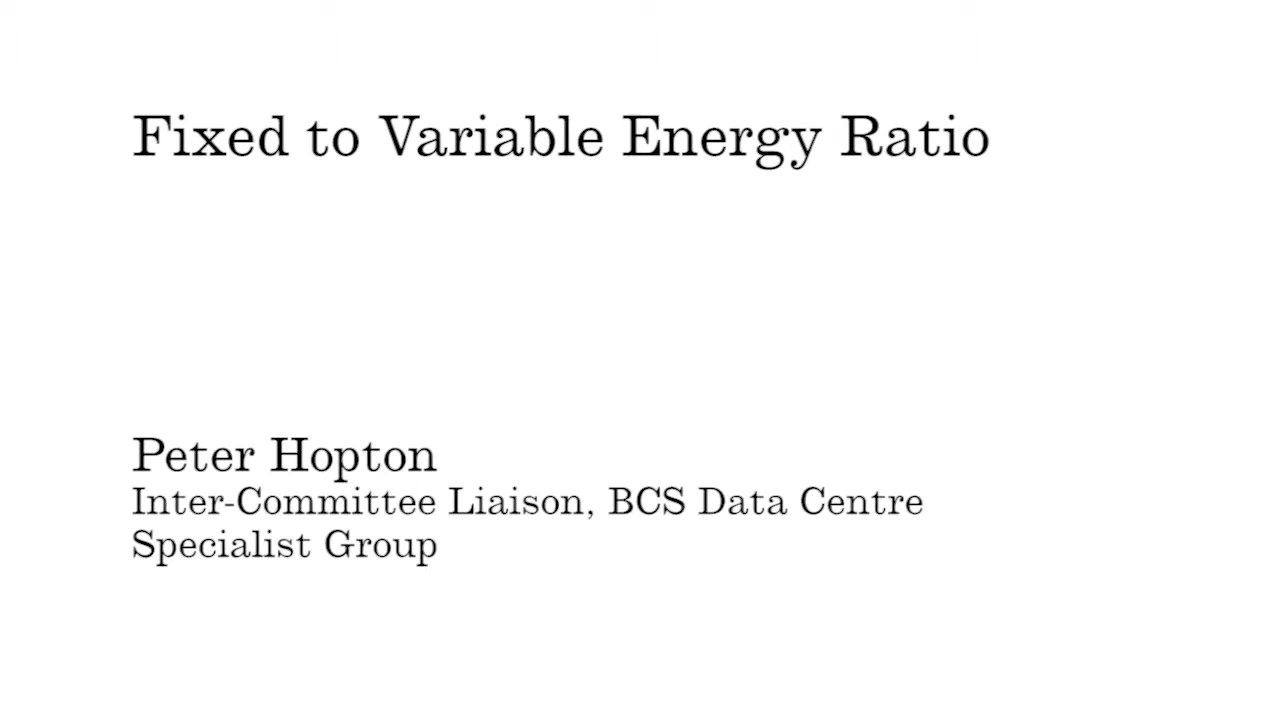 Fixed to Variable Energy Ratio
Peter Hopton
Inter-Committee Liaison, BCS Data Centre
Specialist Group